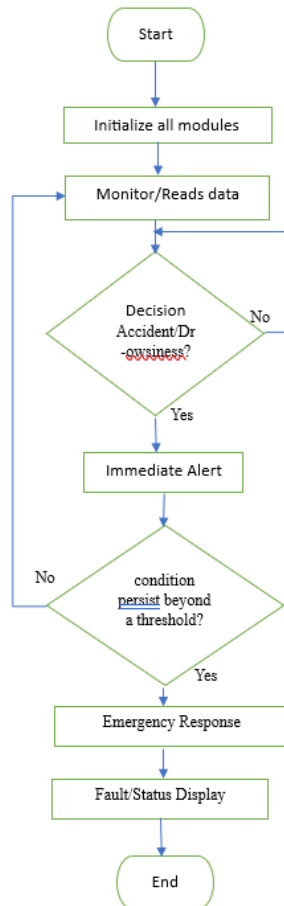 Start
Initialize all modules
Monitor/Reads data
Decision
Accident/Dr
-owsiness?
No
Yes
Immediate Alert
No
condition
persist beyond
a threshold?
Yes
Emergency Response
Fault/Status Display
End